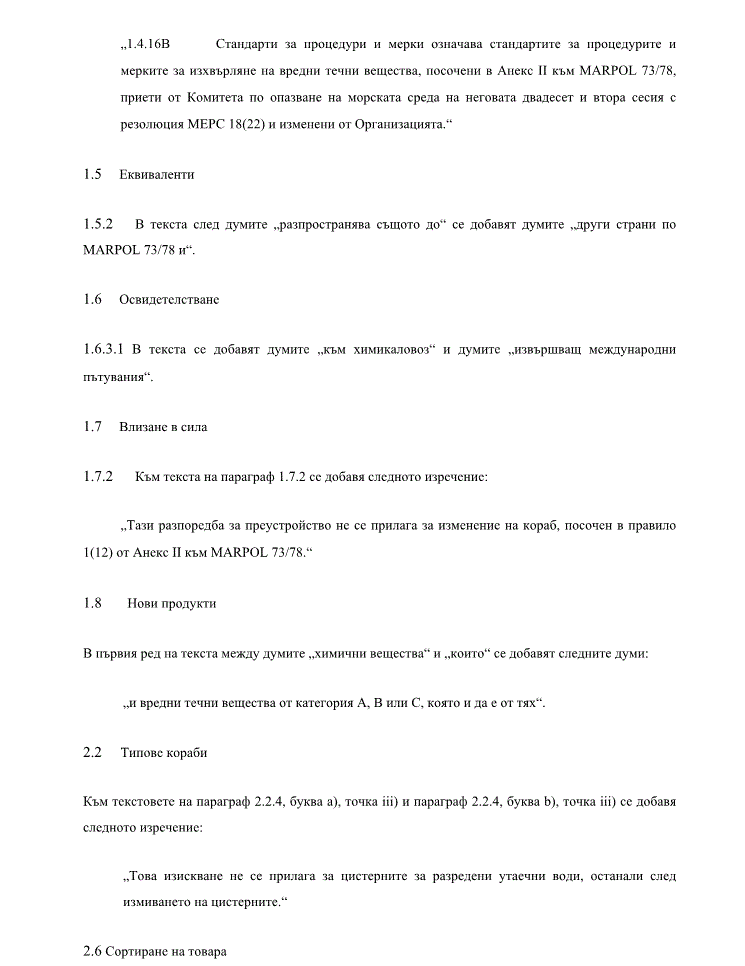 „1.4.16В Стандарти за процедури и мерки означава стандартите за процедурите и
мерките за изхвърляне на вредни течни вещества, посочени в Анекс II към MARPOL 73/78,
приети от Комитета по опазване на морската среда на неговата двадесет и втора сесия с
резолюция МЕРС 18(22) и изменени от Организацията.“
1.5 Еквиваленти
1.5.2 В текста след думите „разпространява същото до“ се добавят думите „други страни по
MARPOL 73/78 и“.
1.6 Освидетелстване
1.6.3.1 В текста се добавят думите „към химикаловоз“ и думите „извършващ международни
пътувания“.
1.7 Влизане в сила
1.7.2 Към текста на параграф 1.7.2 се добавя следното изречение:
„Тази разпоредба за преустройство не се прилага за изменение на кораб, посочен в правило
1(12) от Анекс II към MARPOL 73/78.“
1.8 Нови продукти
В първия ред на текста между думите „химични вещества“ и „които“ се добавят следните думи:
„и вредни течни вещества от категория А, В или С, която и да е от тях“.
2.2 Типове кораби
Към текстовете на параграф 2.2.4, буква а), точка iii) и параграф 2.2.4, буква b), точка iii) се добавя
следното изречение:
„Това изискване не се прилага за цистерните за разредени утаечни води, останали след
измиването на цистерните.“
2.6 Сортиране на товара